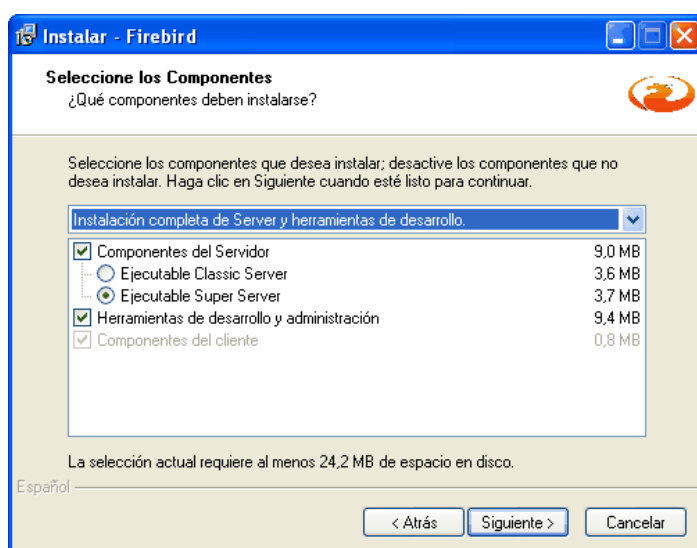 Instalar - Firebird
Seleccione los Componentes
¿Qué componentes deben instalarse?
Seleccione los componentes que desea instalar; desactive los componentes que no
desea instalar. Haga clic en Siguiente cuando esté listo para continuar.
Instalación completa de Server y herramientas de desarrollo.
Componentes del Servidor 9,0 MB
Ejecutable Classic Server 3,6 MB
Ejecutable Super Server 3,7 MB
Herramientas de desarrollo y administración 9,4 MB
Componentes del cliente 0,8 MB
La selección actual requiere al menos 24,2 MB de espacio en disco.
Español
< Atrás Siguiente > Cancelar